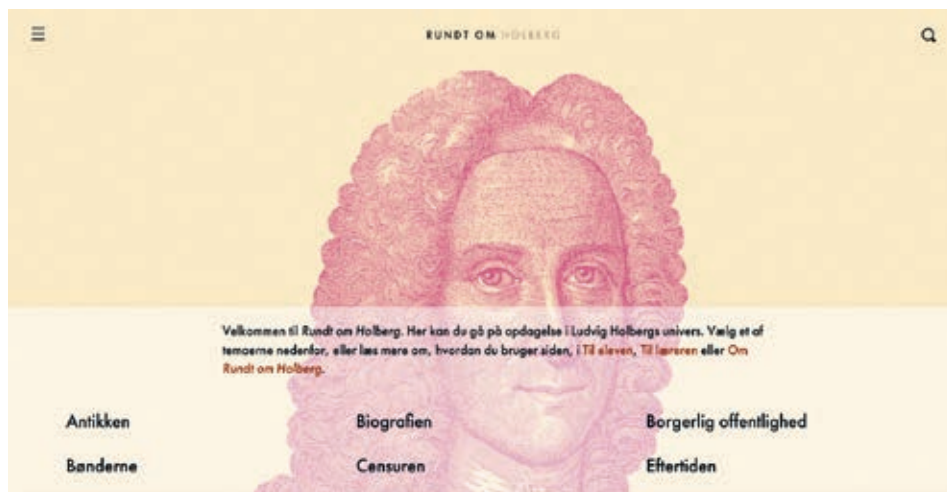 RUNDT OM HOLBERG
Velkommen til Rundt om Holberg. Her kan du gå på opdagelse i Ludvig Holbergs univers. Vælg et af
temaerne nedenfor, eller læs mere om, hvordan du bruger siden, i Til eleven, Til læreren eller Om
Rundt om Holberg.
Antikken Biografien Borgerlig offentlighed
Bønderne Censuren Eftertiden